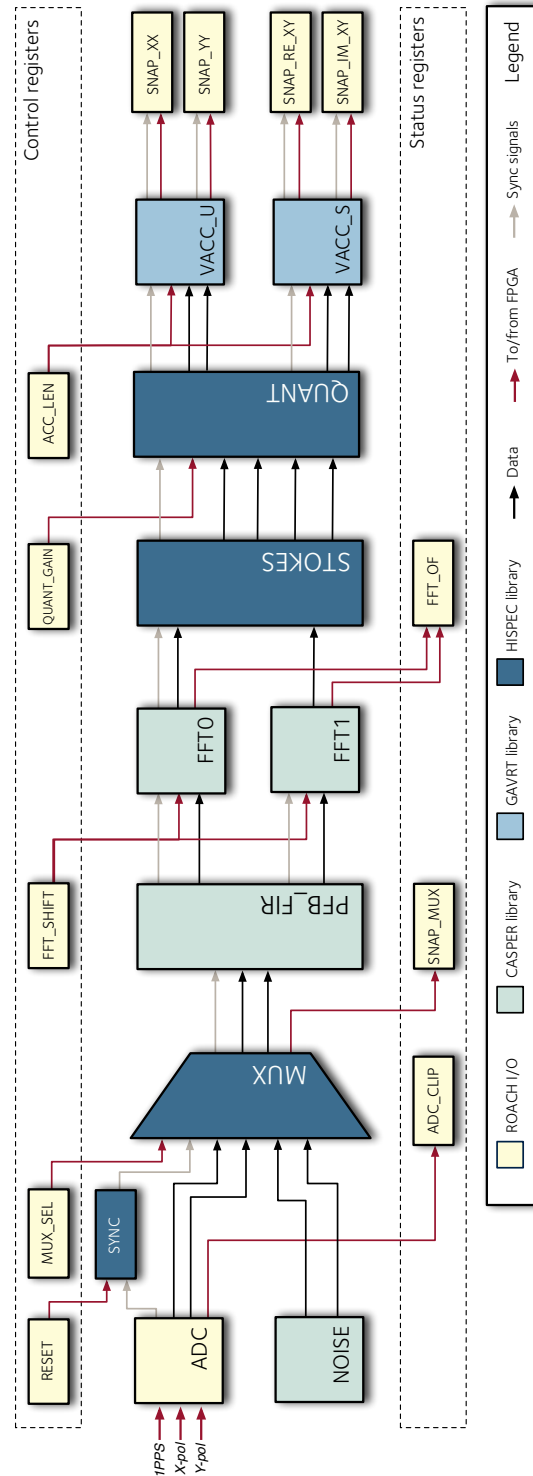 Control registers
RESET
MUX_SEL
FFT_SHIFT
QUANT_GAIN
ACC_LEN
1PPS
X-pol
Y-pol
ADC
SYNC
NOISE
MUX
PFB_FIR
FFT0
FFT1
STOKES
QUANT
VACC_U
VACC_S
SNAP_XX
SNAP_YY
SNAP_RE_XY
SNAP_IM_XY
Status registers
ADC_CLIP
SNAP_MUX
FFT_OF
ROACH I/O
CASPER library
GAVRT library
HISPEC library
Data
To/from FPGA
Sync signals
Legend